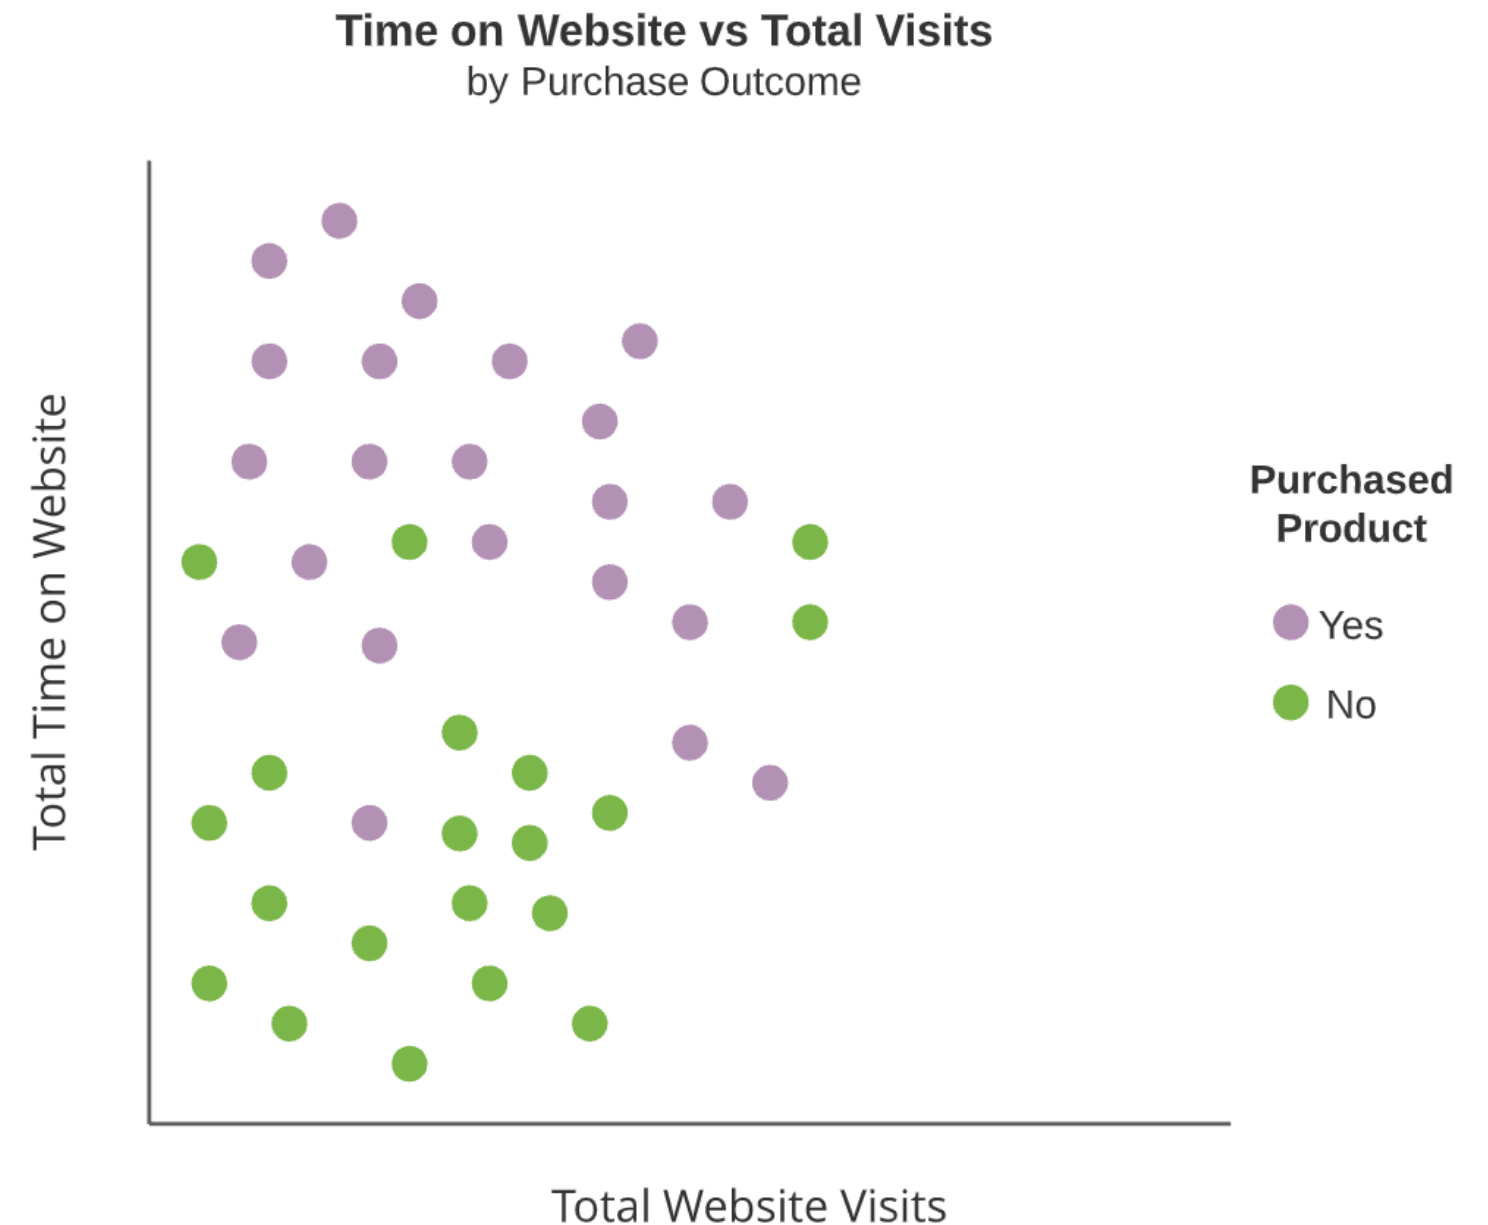 Time on Website vs Total Visits
by Purchase Outcome
Total Time on Website
Purchased
Product
Yes
No
Total Website Visits